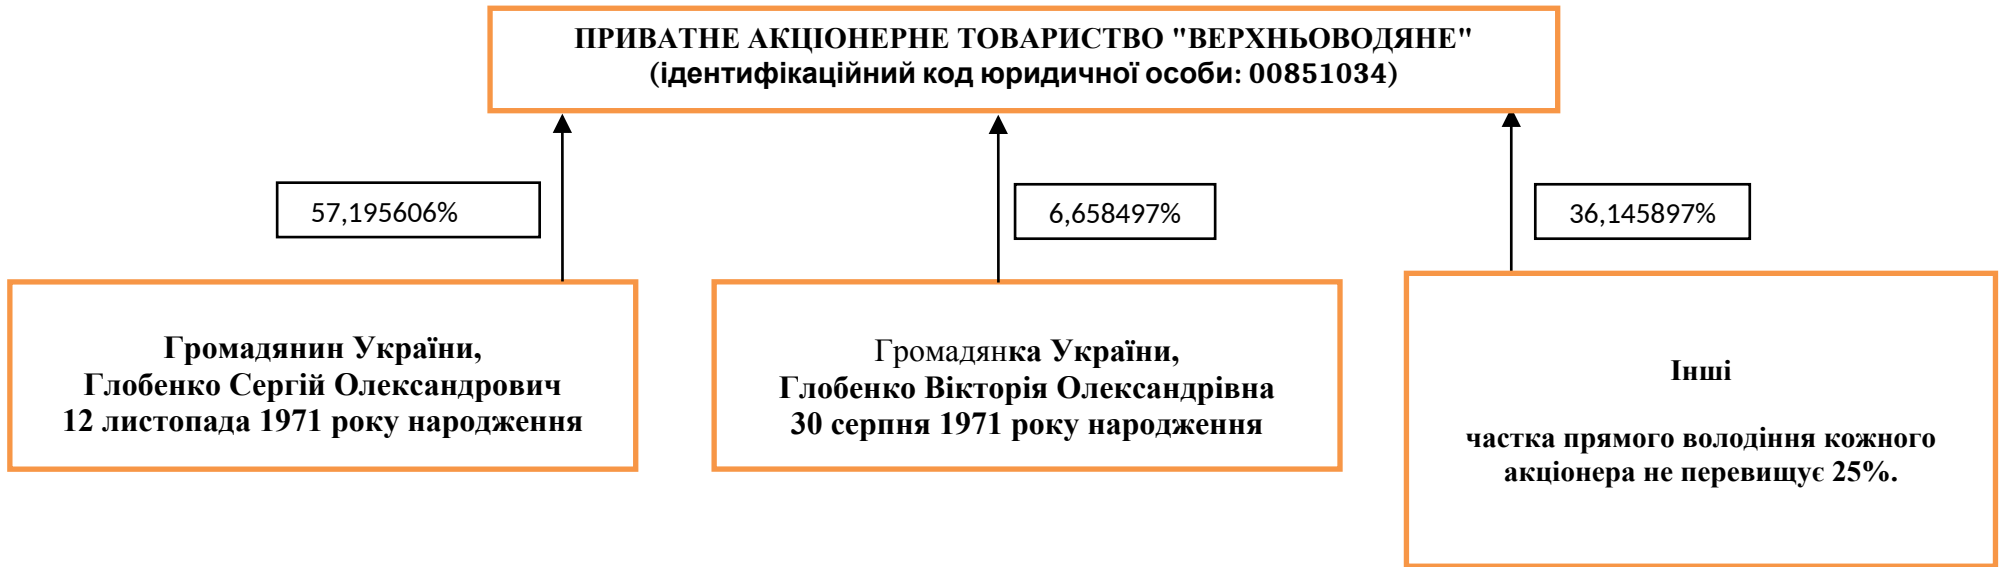 ПРИВАТНЕ АКЦІОНЕРНЕ ТОВАРИСТВО "ВЕРХНЬОВОДЯНЕ"
(ідентифікаційний код юридичної особи: 00851034)
57,195606%
6,658497%
36,145897%
Громадянин України,
Глобенко Сергій Олександрович
12 листопада 1971 року народження
Громадянка України,
Глобенко Вікторія Олександрівна
30 серпня 1971 року народження
Інші
частка прямого володіння кожного
акціонера не перевищує 25%.